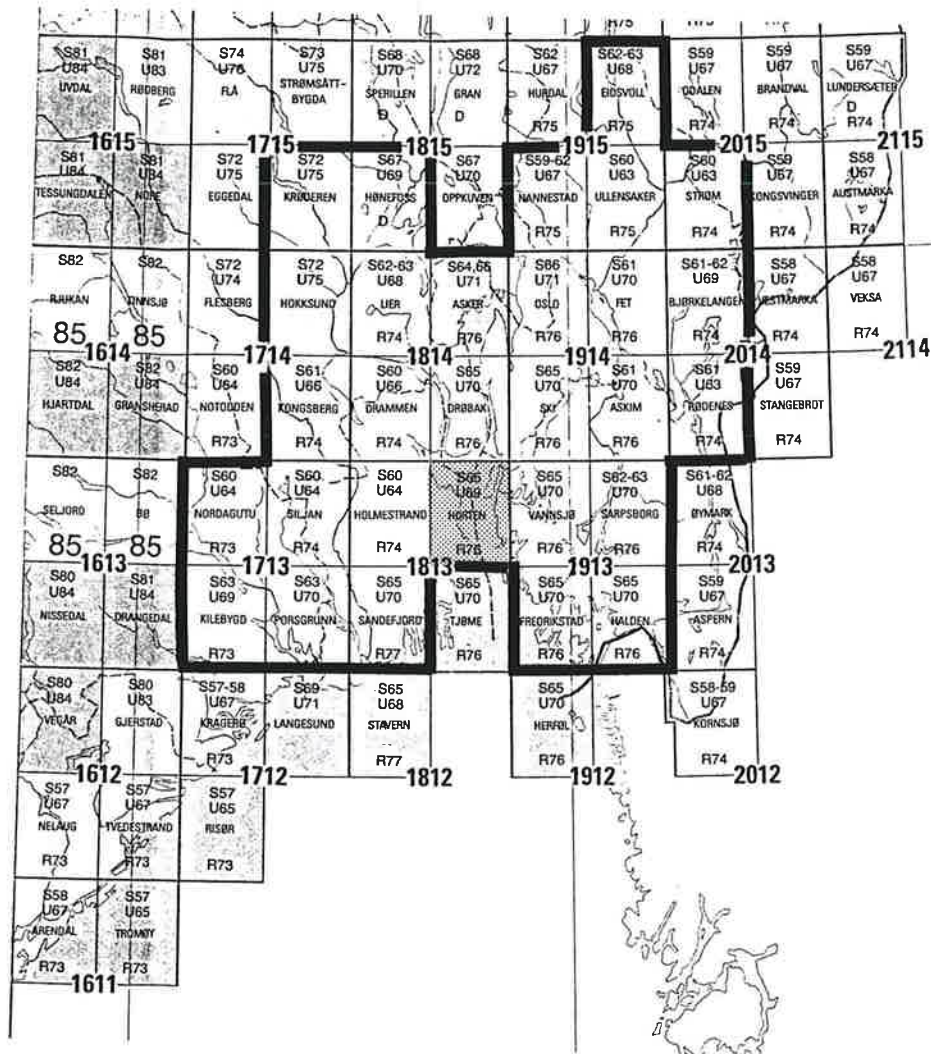 R75 R75 R74
S81 S81 S74 S73 S68 S68 S62 S62-63 S59 S59 S59
U84 U83 U76 U75 U70 U72 U67 U68 U67 U67 U67
UVDAL RØDBERG FLÅ STRØMSÅTT-BYGDA SPERILLEN GRAN HURDAL EIDSVOLL ODALEN BRANDVAL LUNDERSÆTER
D D D
R75 R75 R74 R74 R74
1615 1715 1815 1915 2015 2115
S81 S81 S72 S72 S67 S67 S59-62 S60 S60 S59 S58
U84 U84 U75 U75 U69 U70 U67 U63 U63 U67 U67
TESSUNGDALEN NORE EGGEDAL KRØDEREN HØNEFOSS OPPKUVEN NANNESTAD ULLENSAKER STRØM KONGSVINGER AUSTMARKA
D
R75 R75 R74 R74 R74
S82 S82 S72 S72 S62-63 S64,65 S66 S61 S61-62 S58 S58
U74 U75 U68 U71 U71 U70 U69 U67 U67
RJUKAN TINNSJØ FLESBERG HOKKSUND LIER ASKER OSLO FET BJØRKELANGEN VESTMARKA VEKSA
85 85 R74 R76 R76 R76 R74 R74 R74
1614 1714 1814 1914 2014 2114
S82 S82 S60 S61 S60 S65 S65 S61 S61 S59
U84 U84 U64 U66 U66 U70 U70 U70 U63 U67
HJARTDAL GRANSHERAD NOTODDEN KONGSBERG DRAMMEN DRØBAK SKI ASKIM RØDENES STANGEBROT
R73 R74 R74 R76 R76 R76 R74 R74
S82 S82 S60 S60 S60 S65 S65 S62-63 S61-62
U64 U64 U64 U69 U70 U70 U68
SELJORD BØ NORDAGUTU SILJAN HOLMESTRAND HORTEN VANNSJØ SARPSBORG ØYMARK
85 85 R73 R74 R74 R76 R76 R76 R74
1613 1713 1813 1913 2013
S80 S81 S63 S63 S65 S65 S65 S65 S59
U84 U84 U69 U70 U70 U70 U70 U70 U67
NISSEDAL DRANGEDAL KILEBYGD PORSGRUNN SANDEFJORD TJØME FREDRIKSTAD HALDEN ASPERN
R73 R77 R76 R76 R76 R74
S80 S80 S57-58 S69 S65 S65 S58-59
U84 U83 U67 U71 U68 U70 U67
VEGÅR GJERSTAD KRAGERØ LANGESUND STAVERN HERFØL KORNSJØ
R73 R77 R76 R74
1612 1712 1812 1912 2012
S57 S57 S57
U67 U67 U65
NELAUG TVEDESTRAND RISØR
R73 R73 R73
S58 S57
U67 U65
ARENDAL TROMØY
R73 R73
1611